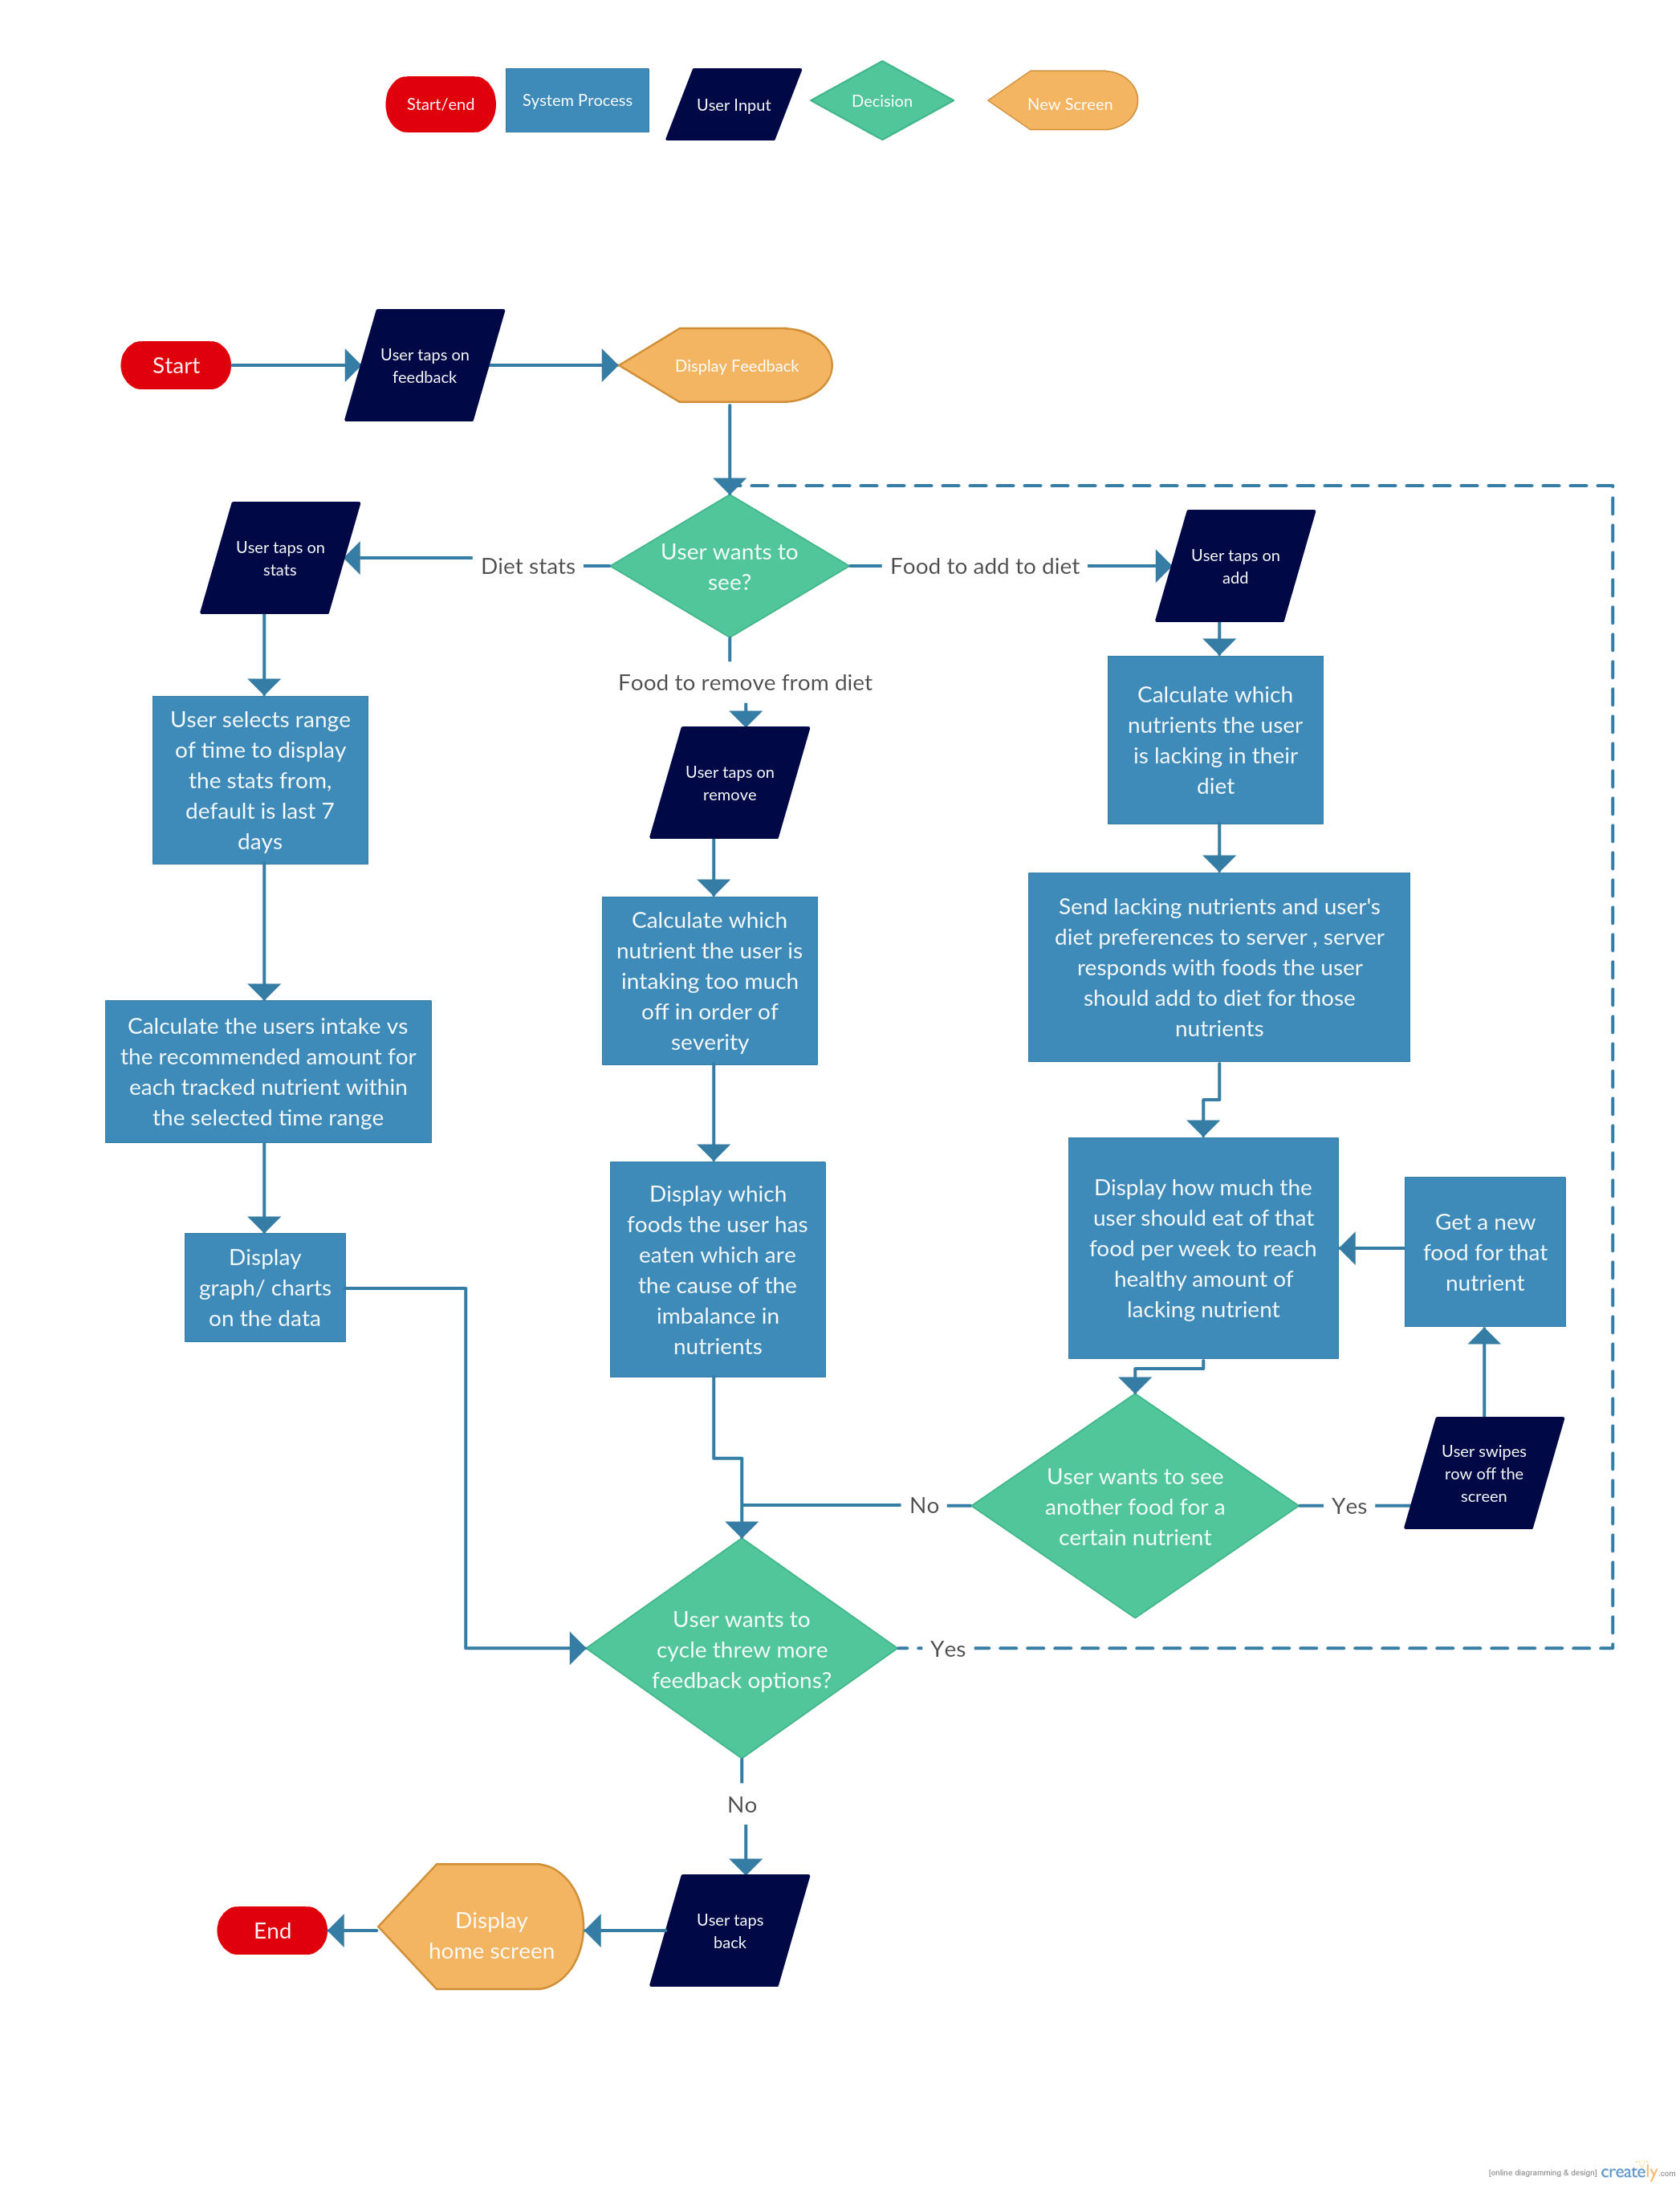 Start/end
System Process
User Input
Decision
New Screen
Start
User taps on
feedback
Display Feedback
User taps on
stats
Diet stats
User wants to
see?
Food to add to diet
User taps on
add
Food to remove from diet
User selects range
of time to display
the stats from,
default is last 7
days
User taps on
remove
Calculate which
nutrients the user
is lacking in their
diet
Calculate which
nutrient the user is
intaking too much
off in order of
severity
Send lacking nutrients and user's
diet preferences to server , server
responds with foods the user
should add to diet for those
nutrients
Calculate the users intake vs
the recommended amount for
each tracked nutrient within
the selected time range
Display which
foods the user has
eaten which are
the cause of the
imbalance in
nutrients
Display how much the
user should eat of that
food per week to reach
healthy amount of
lacking nutrient
Get a new
food for that
nutrient
Display
graph/ charts
on the data
User wants to see
another food for a
certain nutrient
No
Yes
User swipes
row off the
screen
User wants to
cycle threw more
feedback options?
Yes
No
User taps
back
Display
home screen
End
[online diagramming & design] creately.com